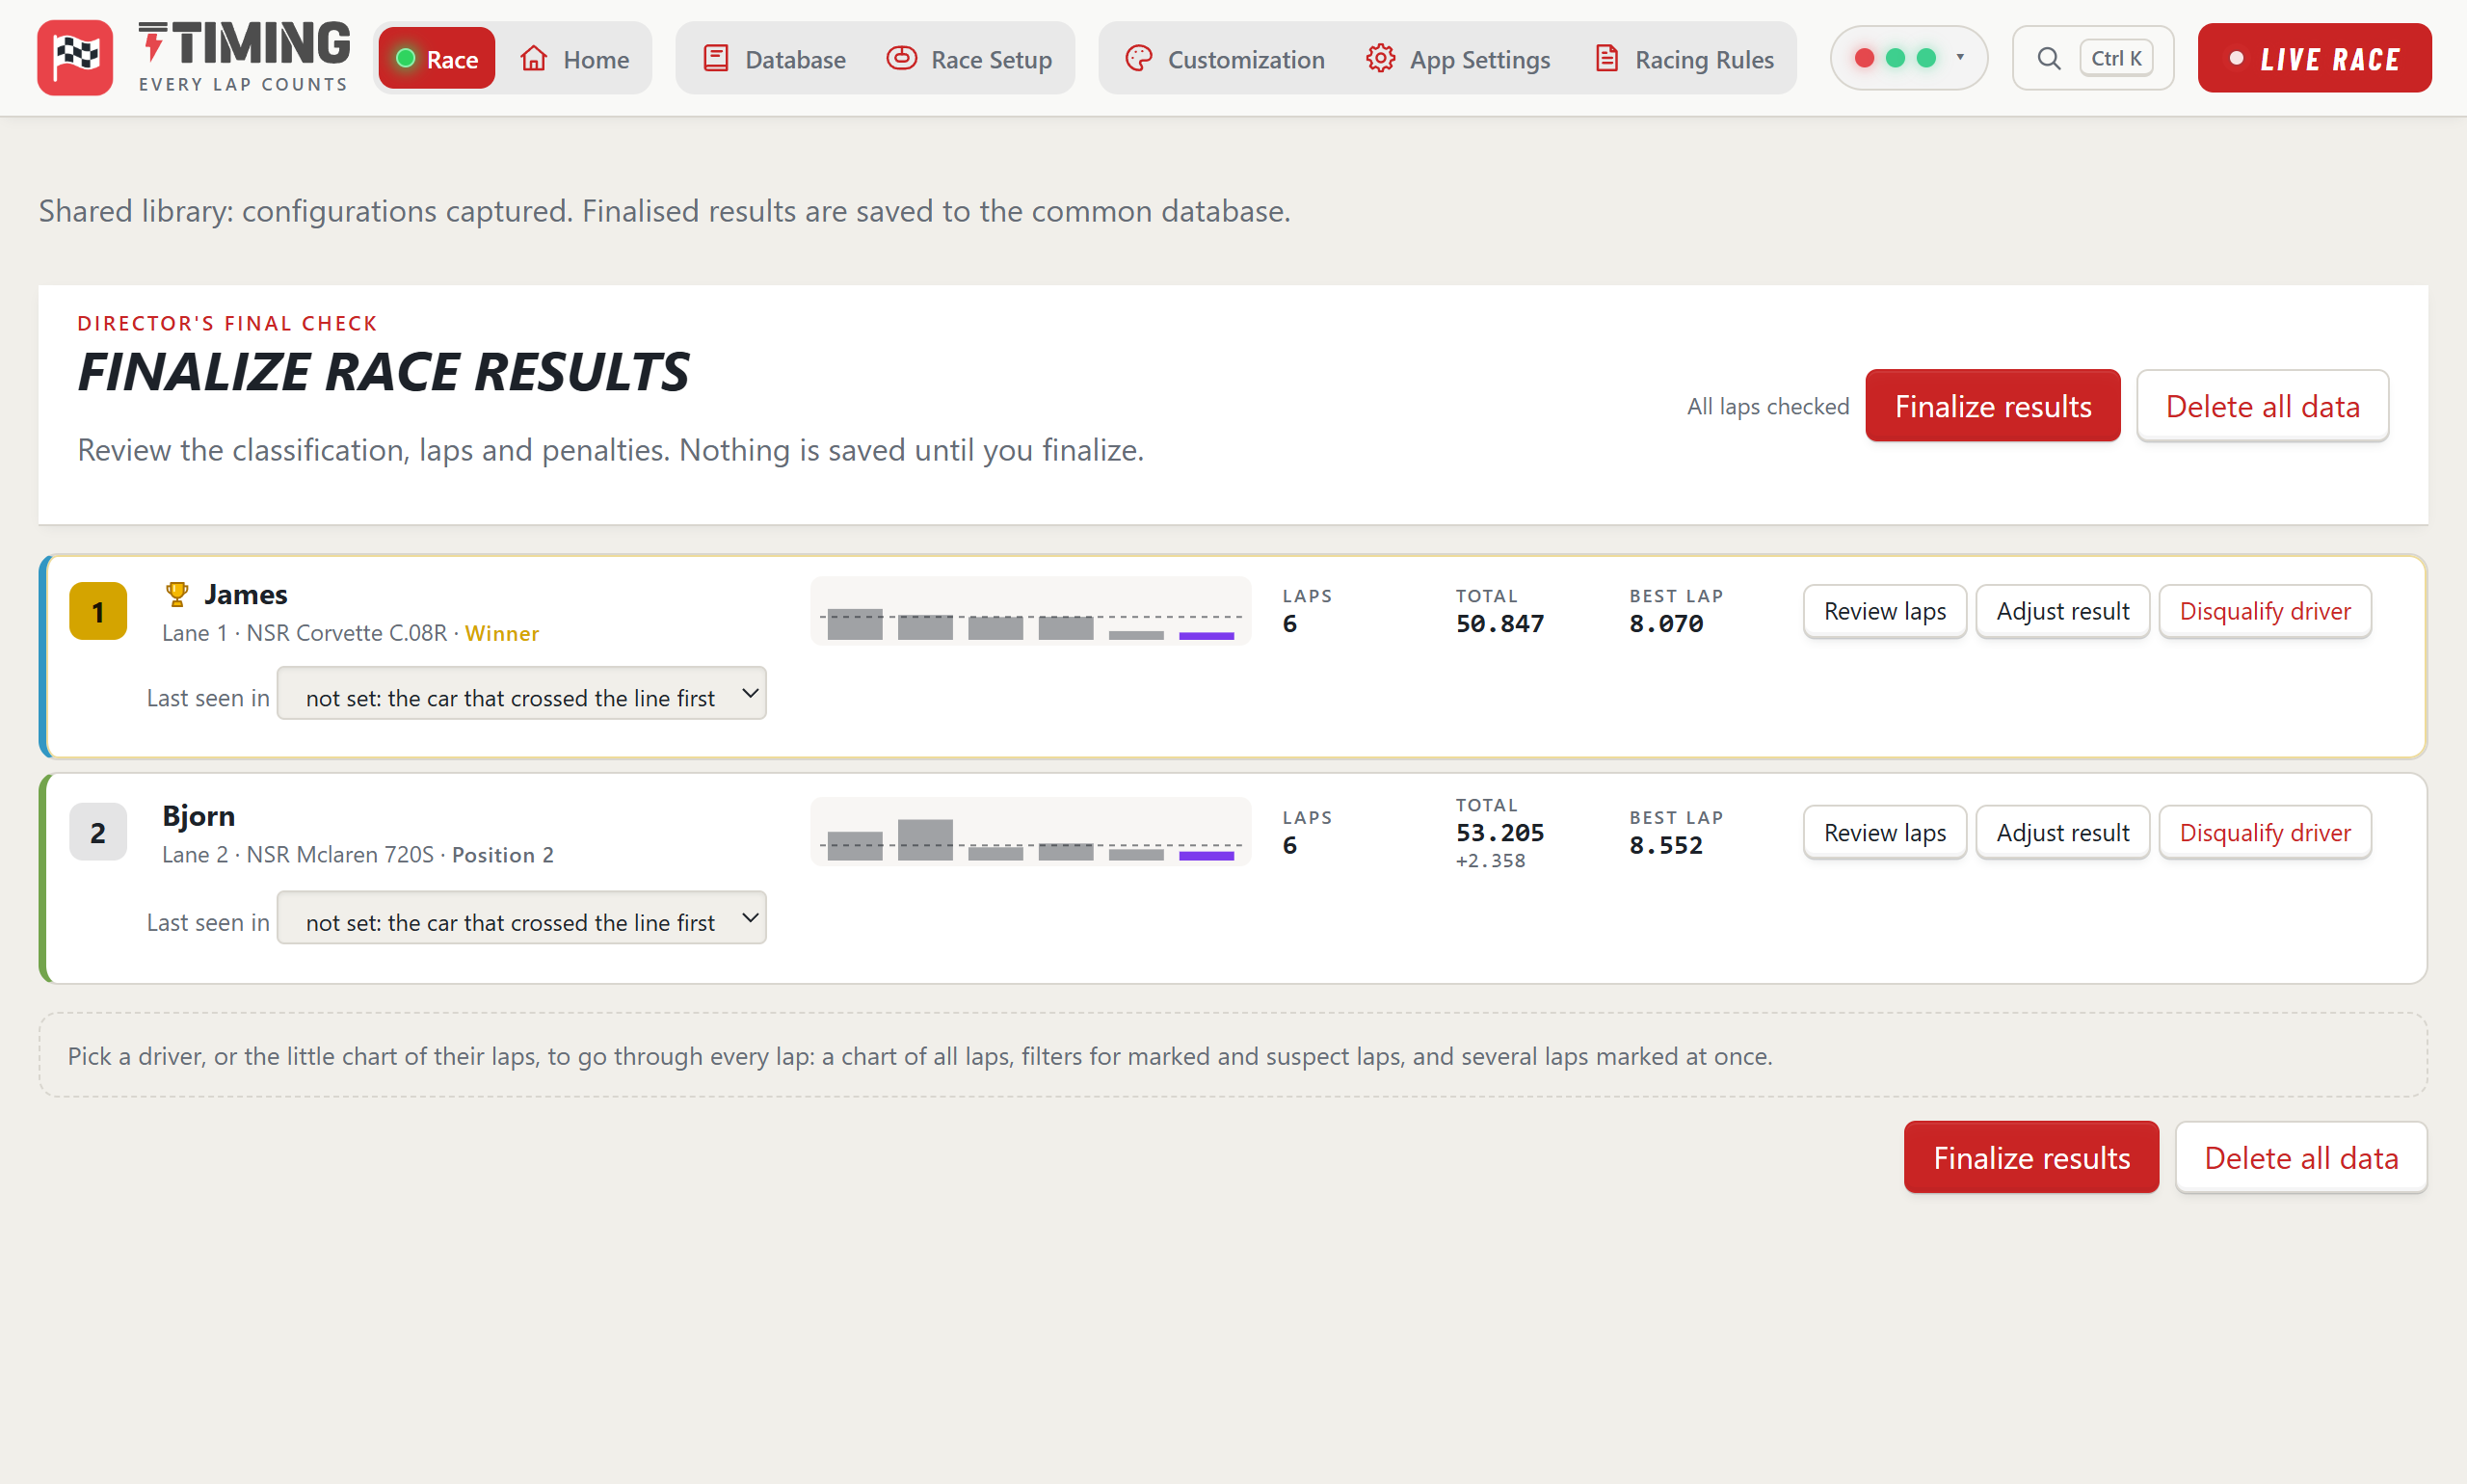 TIMING
EVERY LAP COUNTS
Race
Home
Database
Race Setup
Customization
App Settings
Racing Rules
Ctrl K
LIVE RACE
Shared library: configurations captured. Finalised results are saved to the common database.
DIRECTOR'S FINAL CHECK
FINALIZE RACE RESULTS
Review the classification, laps and penalties. Nothing is saved until you finalize.
All laps checked
Finalize results
Delete all data
1
James
Lane 1 · NSR Corvette C.08R · Winner
Last seen in
not set: the car that crossed the line first
LAPS
6
TOTAL
50.847
BEST LAP
8.070
Review laps
Adjust result
Disqualify driver
2
Bjorn
Lane 2 · NSR Mclaren 720S · Position 2
Last seen in
not set: the car that crossed the line first
LAPS
6
TOTAL
53.205
+2.358
BEST LAP
8.552
Review laps
Adjust result
Disqualify driver
Pick a driver, or the little chart of their laps, to go through every lap: a chart of all laps, filters for marked and suspect laps, and several laps marked at once.
Finalize results
Delete all data